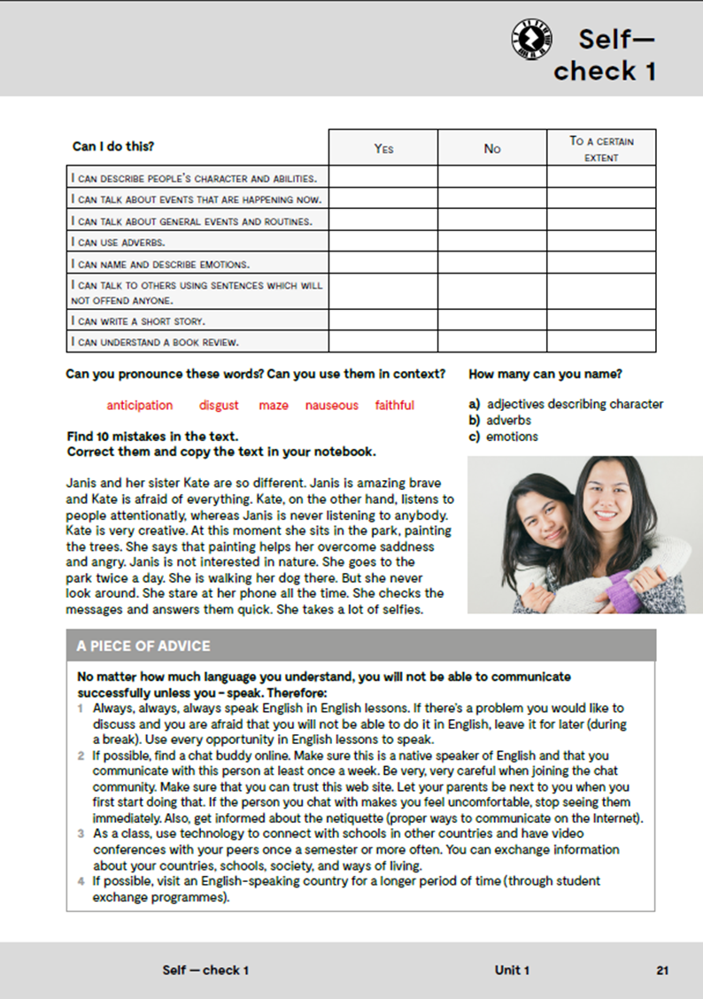 Self—
check 1
Can I do this?
Yes
No
To a certain
extent
I can describe people's character and abilities.
I can talk about events that are happening now.
I can talk about general events and routines.
I can use adverbs.
I can name and describe emotions.
I can talk to others using sentences which will
not offend anyone.
I can write a short story.
I can understand a book review.
Can you pronounce these words? Can you use them in context?
anticipation disgust maze nauseous faithful
Find 10 mistakes in the text.
Correct them and copy the text in your notebook.
Janis and her sister Kate are so different. Janis is amazing brave
and Kate is afraid of everything. Kate, on the other hand, listens to
people attentionatly, whereas Janis is never listening to anybody.
Kate is very creative. At this moment she sits in the park, painting
the trees. She says that painting helps her overcome saddness
and angry. Janis is not interested in nature. She goes to the
park twice a day. She is walking her dog there. But she never
look around. She stare at her phone all the time. She checks the
messages and answers them quick. She takes a lot of selfies.
How many can you name?
a) adjectives describing character
b) adverbs
c) emotions
A PIECE OF ADVICE
No matter how much language you understand, you will not be able to communicate
successfully unless you – speak. Therefore:
1 Always, always, always speak English in English lessons. If there's a problem you would like to
discuss and you are afraid that you will not be able to do it in English, leave it for later (during
a break). Use every opportunity in English lessons to speak.
2 If possible, find a chat buddy online. Make sure this is a native speaker of English and that you
communicate with this person at least once a week. Be very, very careful when joining the chat
community. Make sure that you can trust this web site. Let your parents be next to you when you
first start doing that. If the person you chat with makes you feel uncomfortable, stop seeing them
immediately. Also, get informed about the netiquette (proper ways to communicate on the Internet).
3 As a class, use technology to connect with schools in other countries and have video
conferences with your peers once a semester or more often. You can exchange information
about your countries, schools, society, and ways of living.
4 If possible, visit an English-speaking country for a longer period of time (through student
exchange programmes).
Self — check 1
Unit 1
21